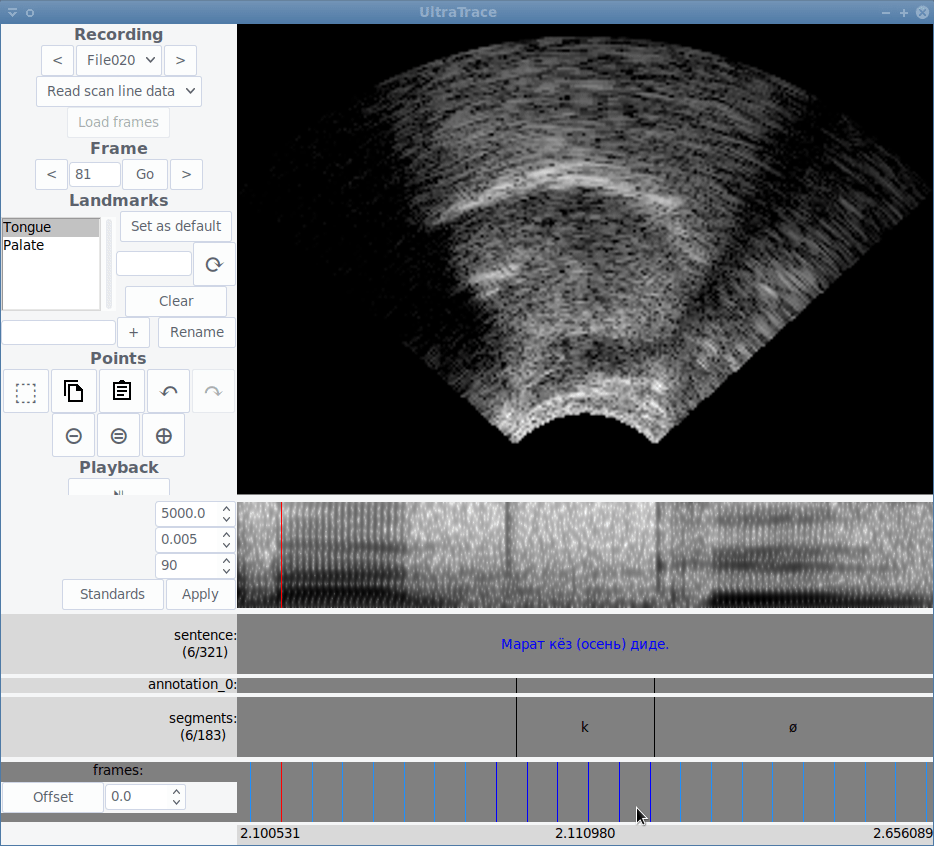 UltraTrace
Recording
< File020 >
Read scan line data
Load frames
Frame
< 81 Go >
Landmarks
Tongue
Palate
Set as default
Clear
+ Rename
Points
Playback
5000.0
0.005
90
Standards Apply
sentence:
(6/321)
Марат кёз (осень) диде.
annotation_0:
segments:
(6/183)
k ø
frames:
Offset 0.0
2.100531 2.110980 2.656089